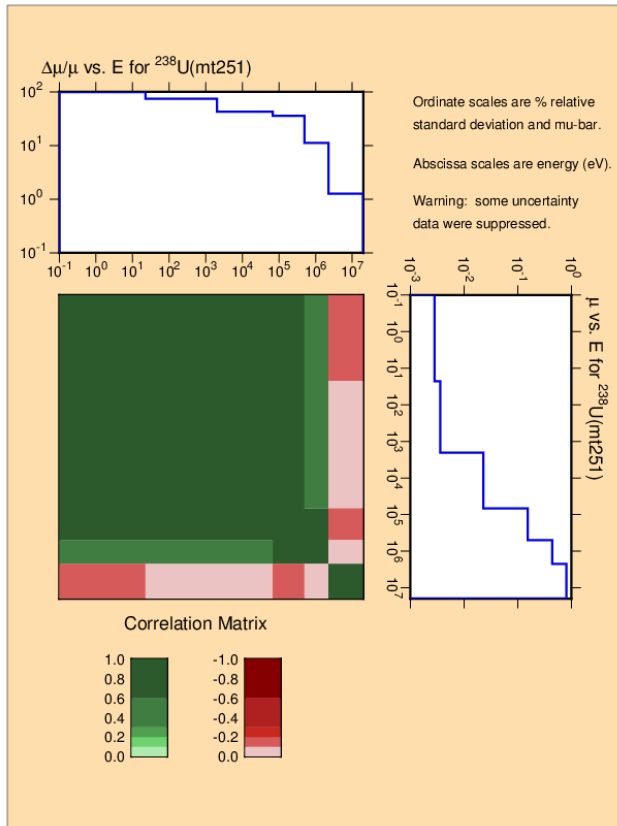 Δμ/μ vs. E for ²³⁸U(mt251)
10² 
10¹
10⁰
10⁻¹
10⁻¹ 10⁰ 10¹ 10² 10³ 10⁴ 10⁵ 10⁶ 10⁷
Ordinate scales are % relative
standard deviation and mu-bar.
Abscissa scales are energy (eV).
Warning: some uncertainty
data were suppressed.
10⁻³ 10⁻² 10⁻¹ 10⁰
10⁻¹ 10⁰ 10¹ 10² 10³ 10⁴ 10⁵ 10⁶ 10⁷
μ vs. E for ²³⁸U(mt251)
Correlation Matrix
1.0
0.8
0.6
0.4
0.2
0.0
-1.0
-0.8
-0.6
-0.4
-0.2
0.0